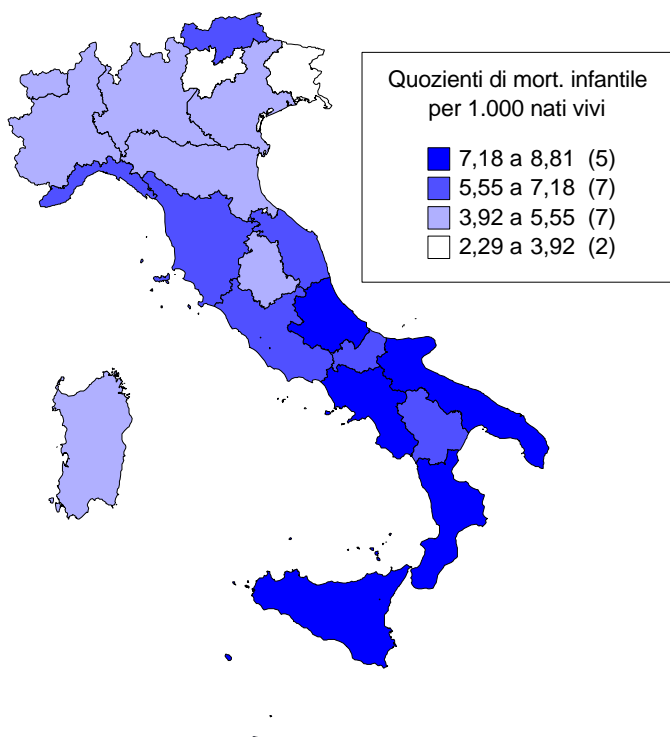 Quozienti di mort. infantile
per 1.000 nati vivi
7,18 a 8,81 (5)
5,55 a 7,18 (7)
3,92 a 5,55 (7)
2,29 a 3,92 (2)